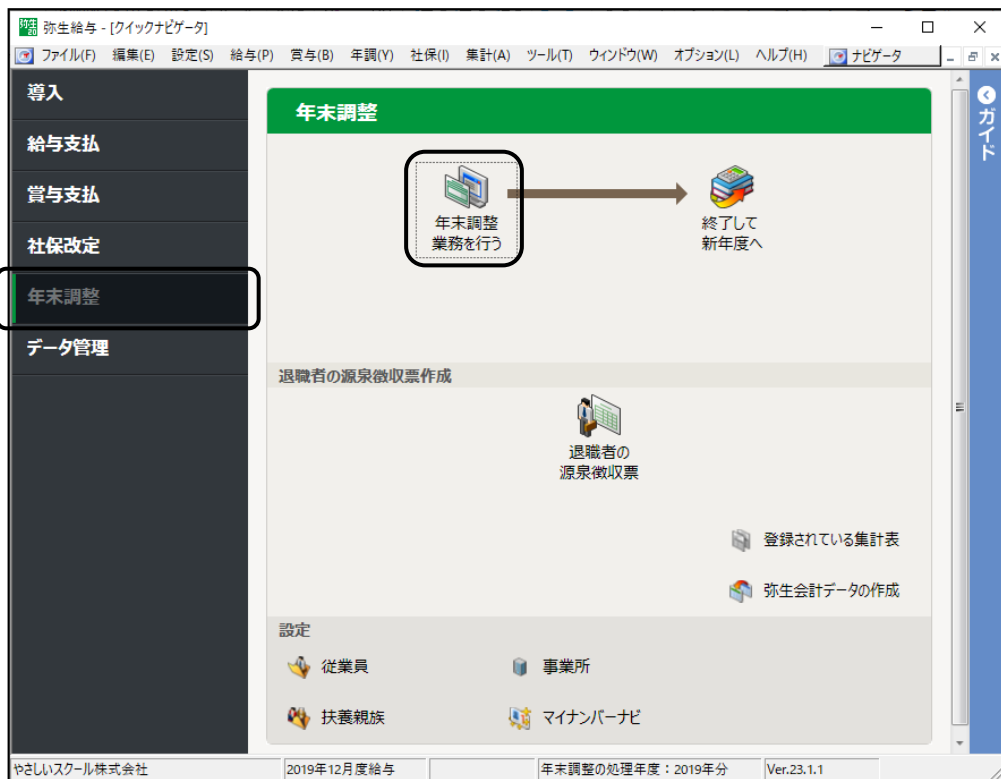 弥生給与 - [クイックナビゲータ]
ファイル(F) 編集(E) 設定(S) 給与(P) 賞与(B) 年調(Y) 社保(I) 集計(A) ツール(T) ウィンドウ(W) オプション(L) ヘルプ(H) ナビゲータ
導入
給与支払
賞与支払
社保改定
年末調整
データ管理
年末調整
年末調整
業務を行う
終了して
新年度へ
退職者の源泉徴収票作成
退職者の
源泉徴収票
登録されている集計表
弥生会計データの作成
設定
従業員
事業所
扶養親族
マイナンバーナビ
ガイド
やさしいスクール株式会社 2019年12月度給与 年末調整の処理年度：2019年分 Ver.23.1.1